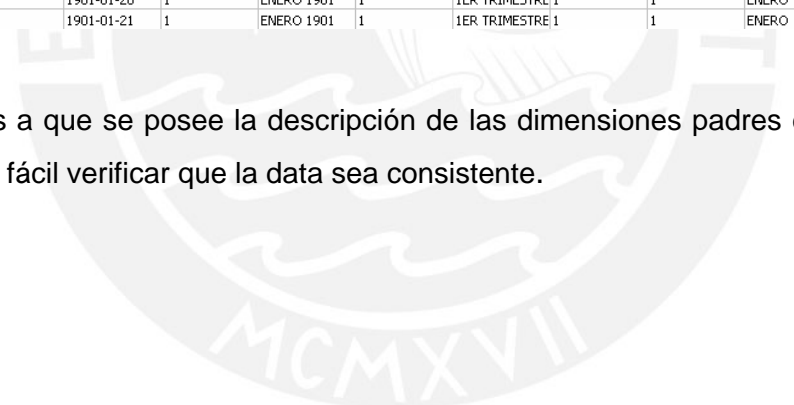 1901-01-21 1 ENERO 1901 1 1ER TRIMESTRE 1 1 ENERO
s a que se posee la descripción de las dimensiones padres
fácil verificar que la data sea consistente.
MCMXVII